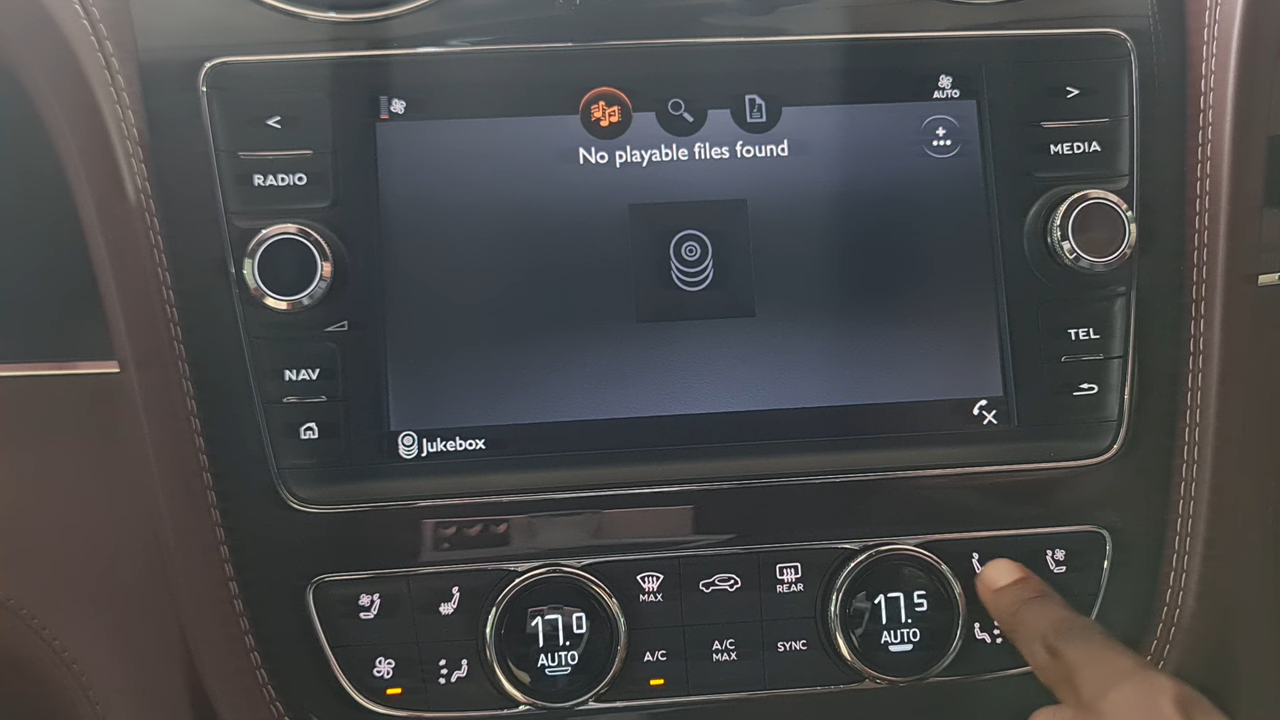 AUTO
No playable files found
RADIO
MEDIA
TEL
NAV
Jukebox
MAX
REAR
17.0
AUTO
17.5
AUTO
A/C
A/C
MAX
SYNC